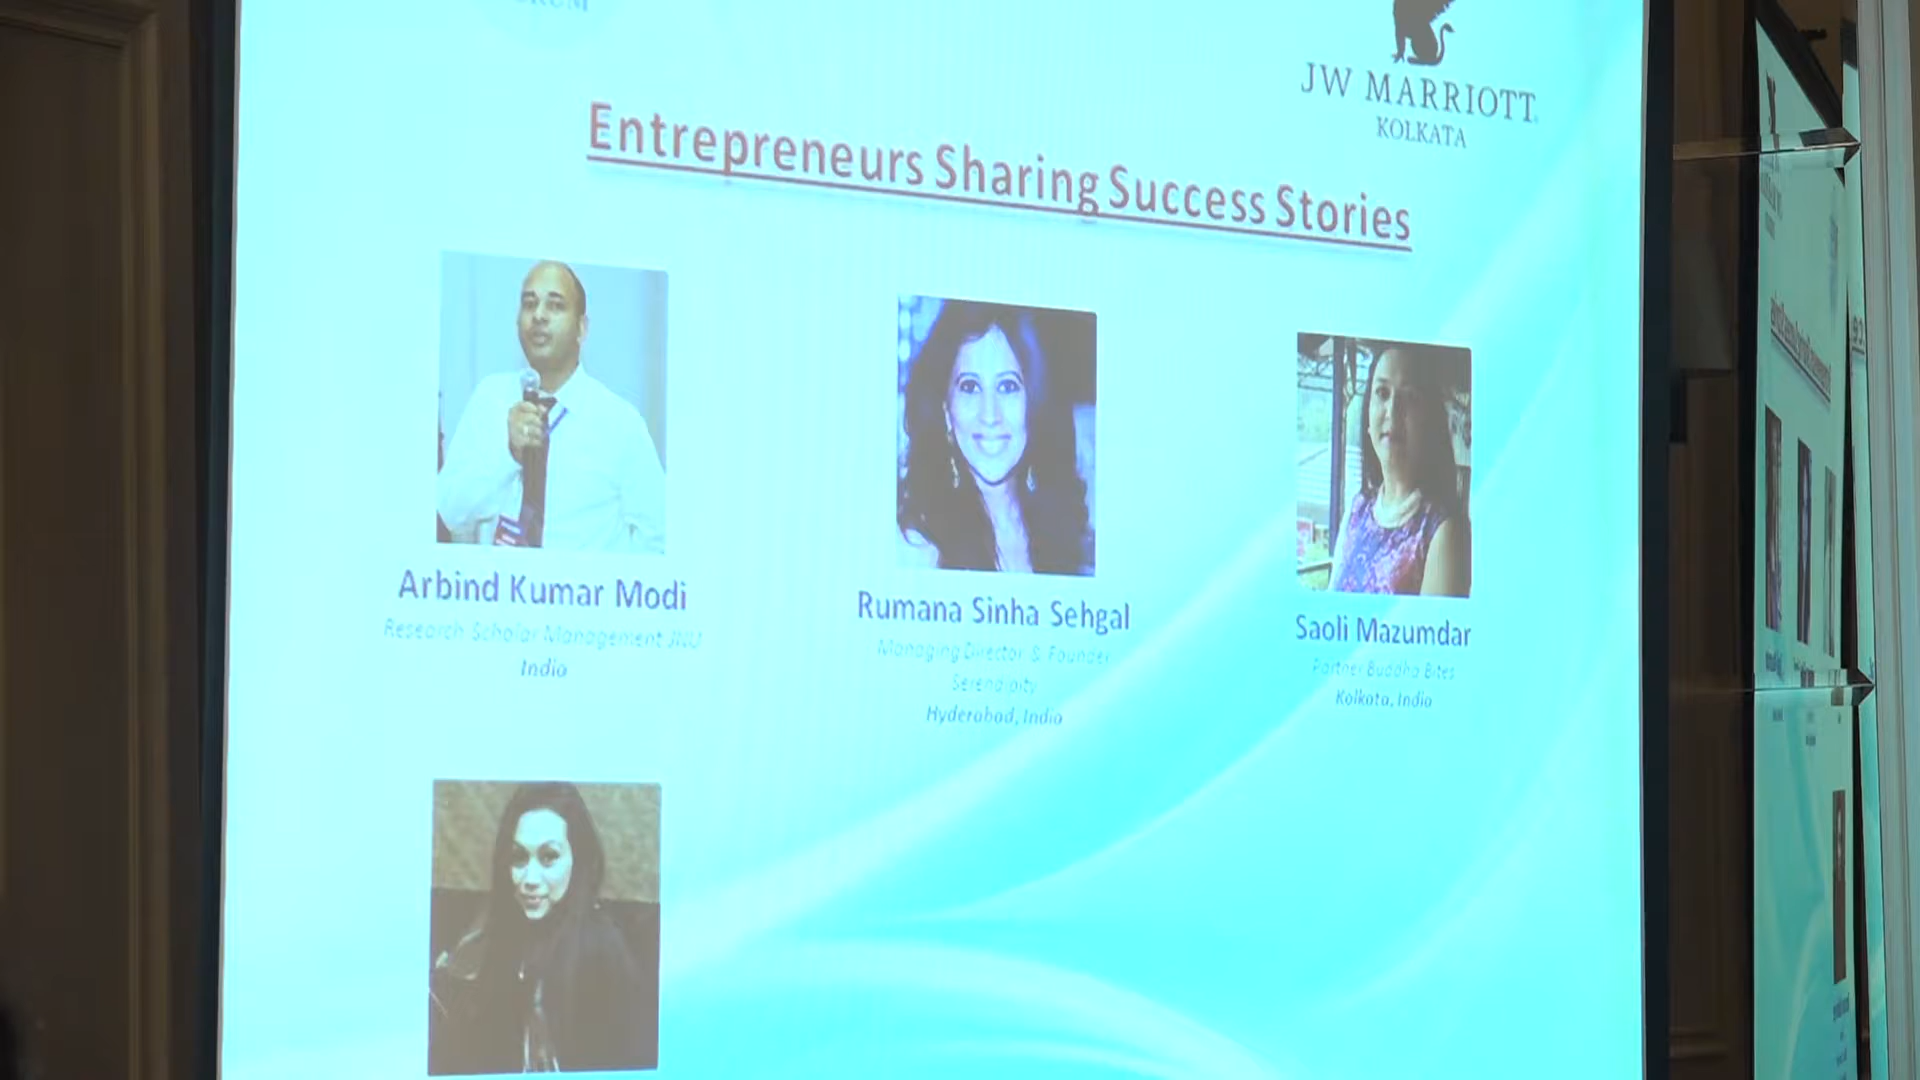 JW MARRIOTT
KOLKATA
Entrepreneurs Sharing Success Stories
Arbind Kumar Modi
Research Scholar Management JNU
India
Rumana Sinha Sehgal
Managing Director & Founder
Serendipity
Hyderabad, India
Saoli Mazumdar
Partner Buddha Bites
Kolkata, India